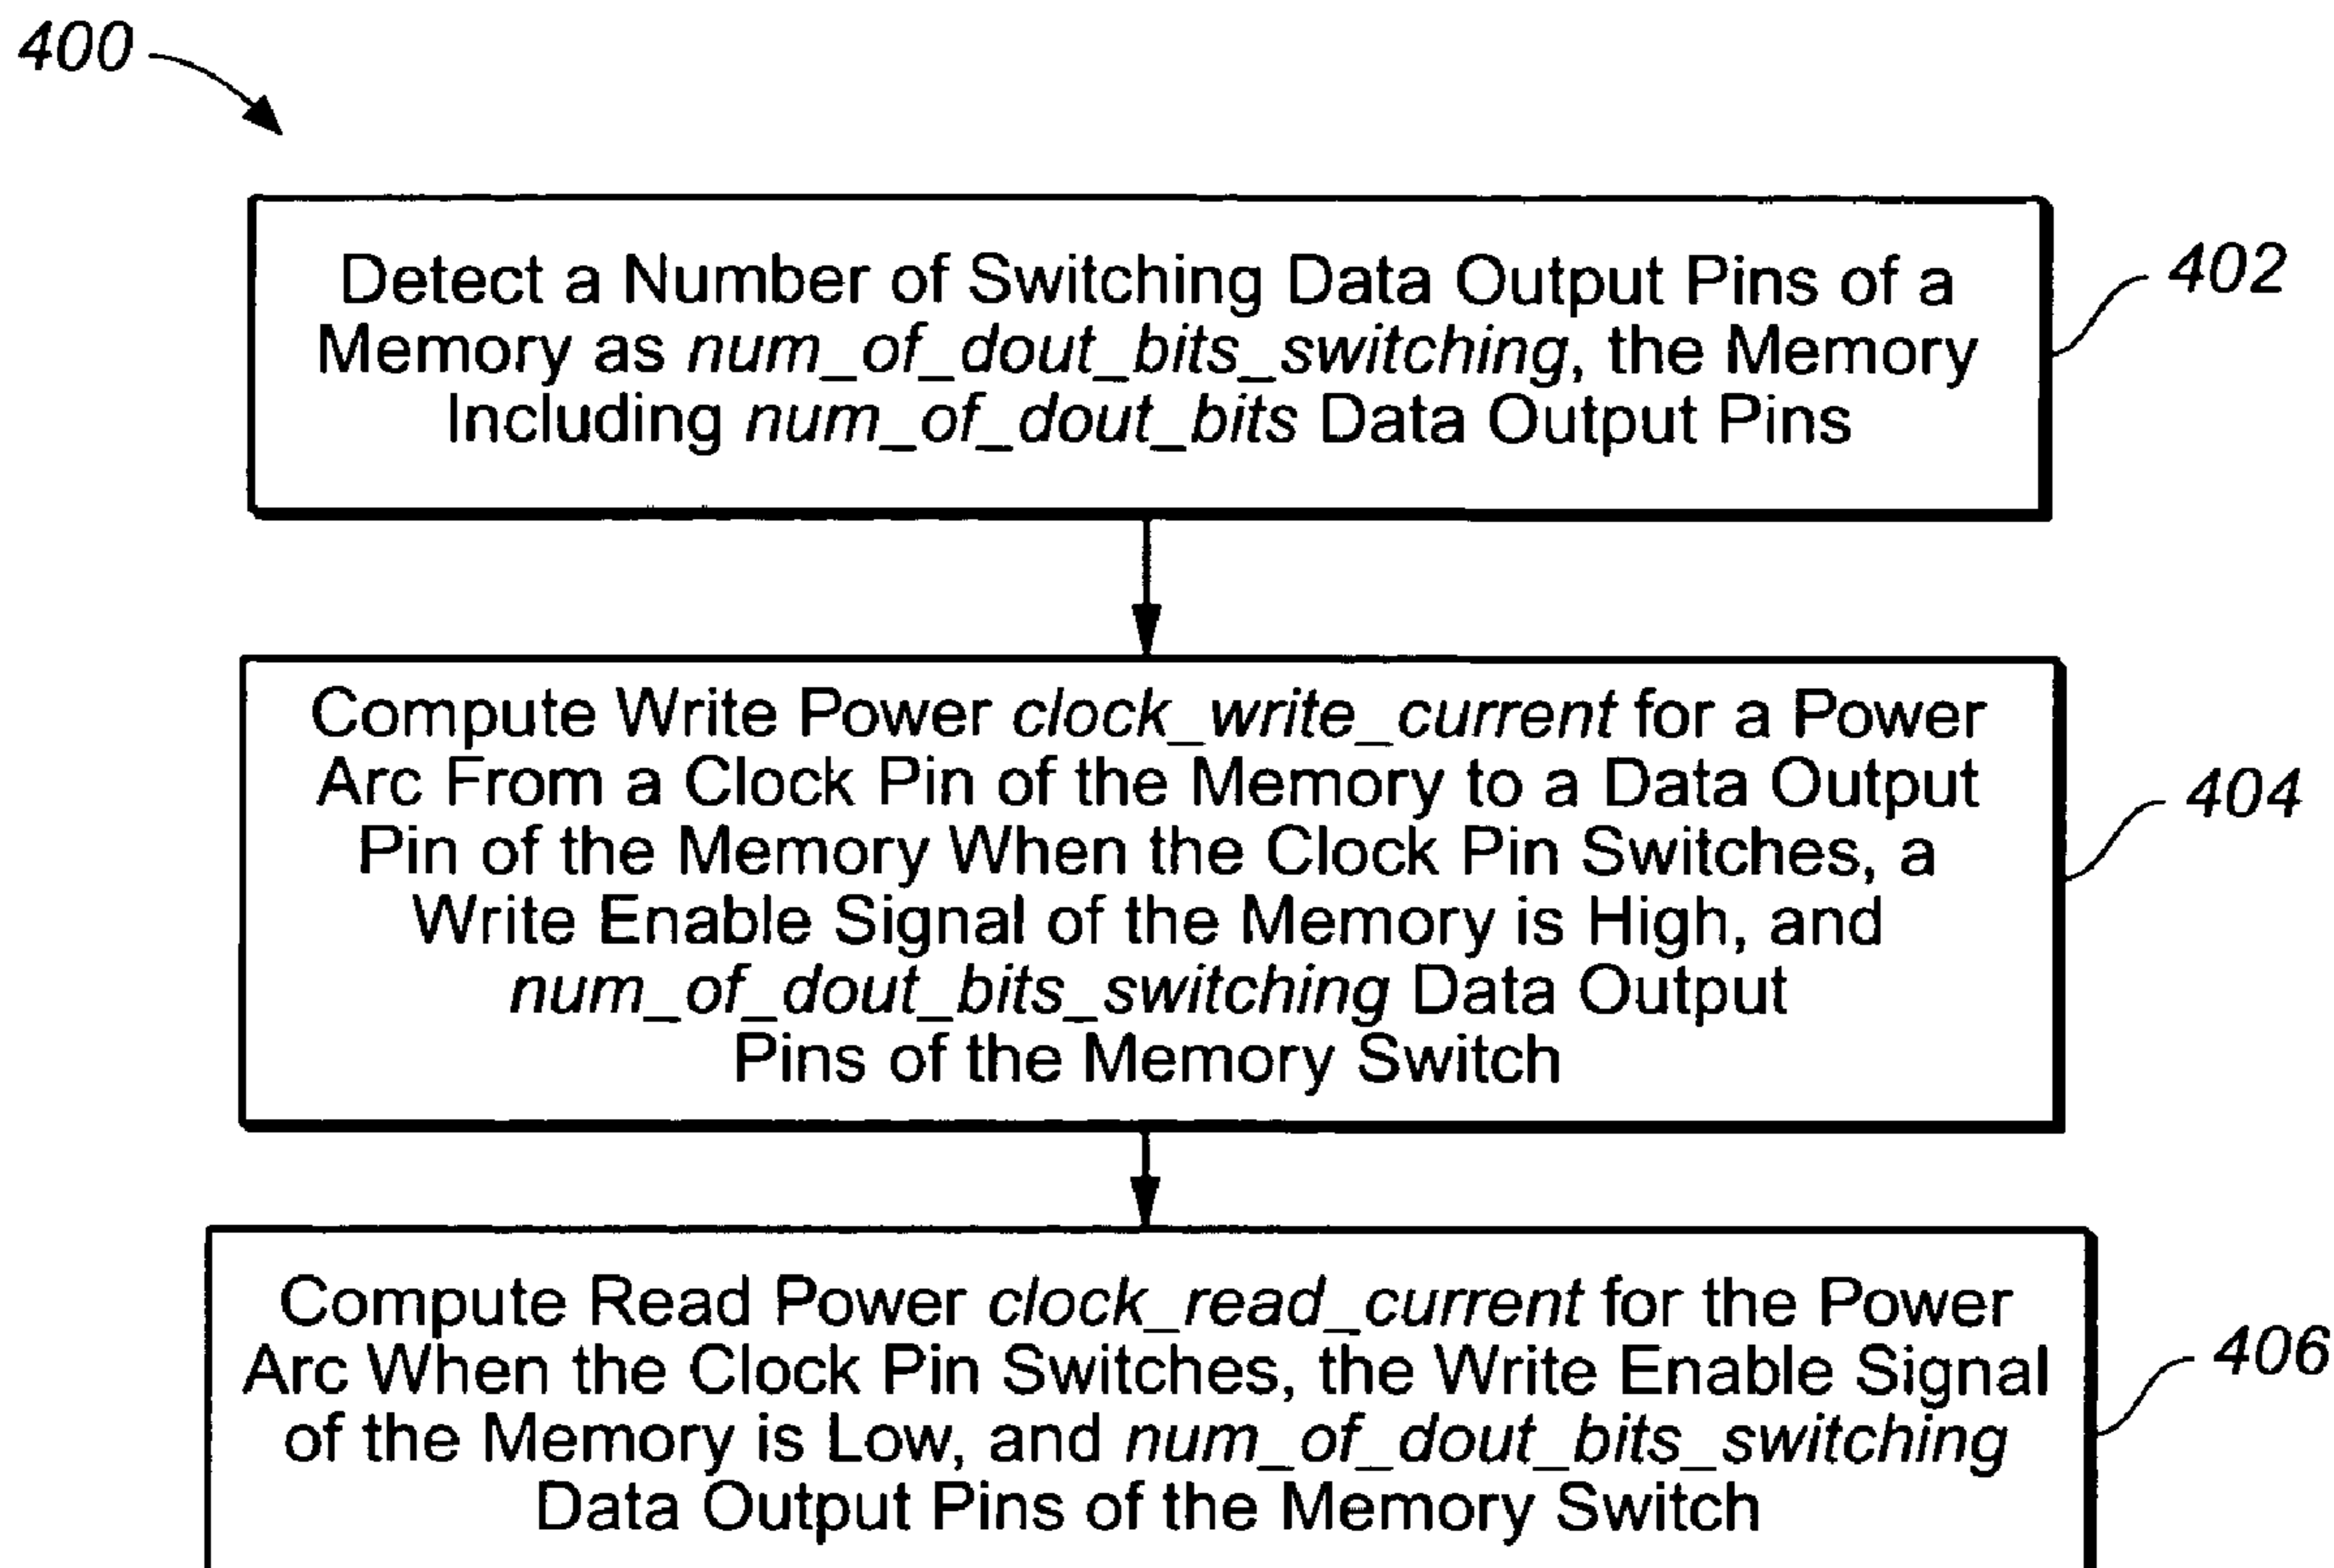 400
Detect a Number of Switching Data Output Pins of a
Memory as num_of_dout_bits_switching, the Memory
Including num_of_dout_bits Data Output Pins
402
Compute Write Power clock_write_current for a Power
Arc From a Clock Pin of the Memory to a Data Output
Pin of the Memory When the Clock Pin Switches, a
Write Enable Signal of the Memory is High, and
num_of_dout_bits_switching Data Output
Pins of the Memory Switch
404
Compute Read Power clock_read_current for the Power
Arc When the Clock Pin Switches, the Write Enable Signal
of the Memory is Low, and num_of_dout_bits_switching
Data Output Pins of the Memory Switch
406